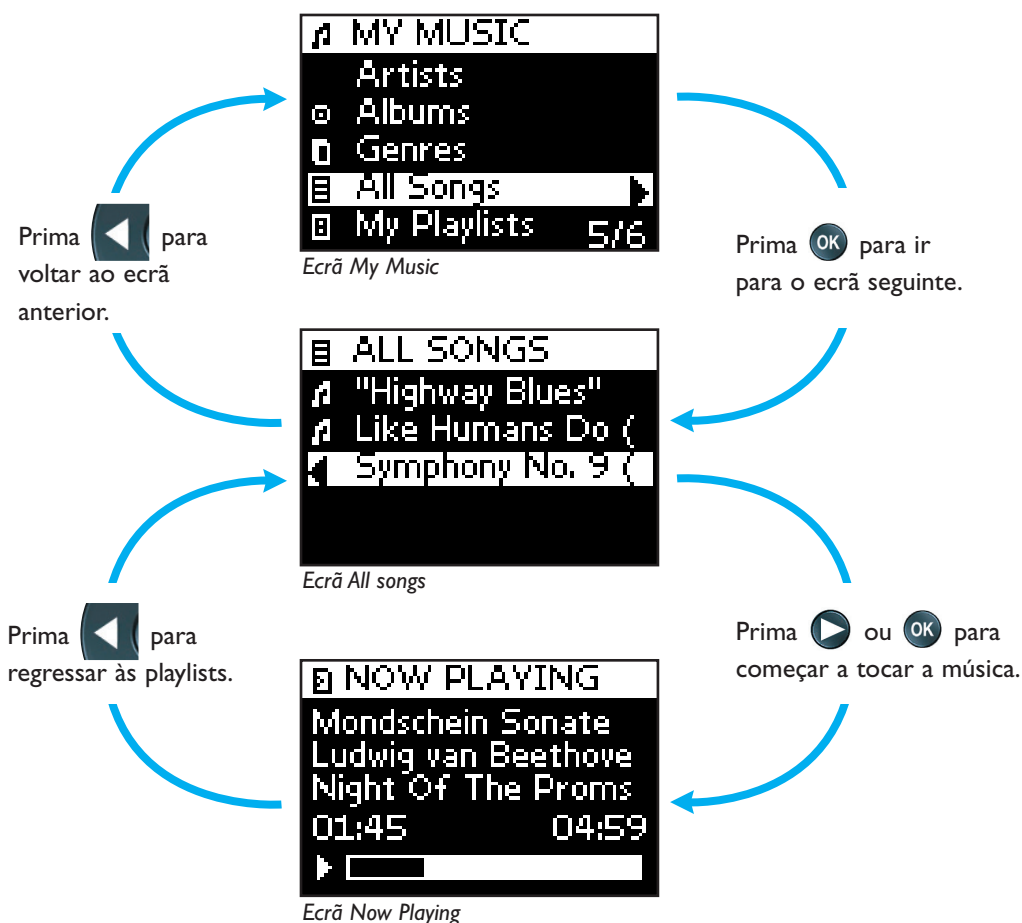 MY MUSIC
Artists
Albums
Genres
All Songs
My Playlists 5/6
Ecrã My Music
Prima para
voltar ao ecrã
anterior.
Prima OK para ir
para o ecrã seguinte.
ALL SONGS
"Highway Blues"
Like Humans Do (
Symphony No. 9 (
Ecrã All songs
Prima para
regressar às playlists.
Prima ou OK para
começar a tocar a música.
NOW PLAYING
Mondschein Sonate
Ludwig van Beethove
Night Of The Proms
01:45 04:59
Ecrã Now Playing